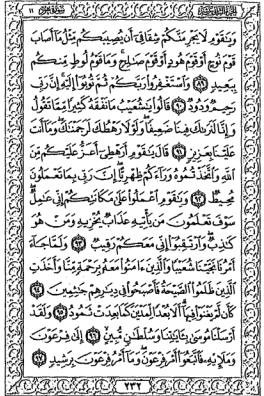 وَيَٰقَوْمِ لَا يَجْرِمَنَّكُمْ شِقَاقِىٓ أَن يُصِيبَكُم مِّثْلُ مَآ أَصَابَ
قَوْمَ نُوحٍ أَوْ قَوْمَ هُودٍ أَوْ قَوْمَ صَٰلِحٍ وَمَا قَوْمُ لُوطٍ مِّنكُم
بِبَعِيدٍ ٨٩ وَٱسْتَغْفِرُوا۟ رَبَّكُمْ ثُمَّ تُوبُوٓا۟ إِلَيْهِ إِنَّ رَبِّى
رَحِيمٌ وَدُودٌ ٩٠ قَالُوا۟ يَٰشُعَيْبُ مَا نَفْقَهُ كَثِيرًا مِّمَّا تَقُولُ
وَإِنَّا لَنَرَىٰكَ فِينَا ضَعِيفًا وَلَوْلَا رَهْطُكَ لَرَجَمْنَٰكَ وَمَآ أَنتَ
عَلَيْنَا بِعَزِيزٍ ٩١ قَالَ يَٰقَوْمِ أَرَهْطِىٓ أَعَزُّ عَلَيْكُم مِّنَ
ٱللَّهِ وَٱتَّخَذْتُمُوهُ وَرَآءَكُمْ ظِهْرِيًّا إِنَّ رَبِّى بِمَا تَعْمَلُونَ
مُحِيطٌ ٩٢ وَيَٰقَوْمِ ٱعْمَلُوا۟ عَلَىٰ مَكَانَتِكُمْ إِنِّى عَٰمِلٌ
سَوْفَ تَعْلَمُونَ مَن يَأْتِيهِ عَذَابٌ يُخْزِيهِ وَمَنْ هُوَ
كَٰذِبٌ وَٱرْتَقِبُوٓا۟ إِنِّى مَعَكُمْ رَقِيبٌ ٩٣ وَلَمَّا جَآءَ
أَمْرُنَا نَجَّيْنَا شُعَيْبًا وَٱلَّذِينَ ءَامَنُوا۟ مَعَهُۥ بِرَحْمَةٍ مِّنَّا وَأَخَذَتِ
ٱلَّذِينَ ظَلَمُوا۟ ٱلصَّيْحَةُ فَأَصْبَحُوا۟ فِى دِيَٰرِهِمْ جَٰثِمِينَ ٩٤
كَأَن لَّمْ يَغْنَوْا۟ فِيهَآ أَلَا بُعْدًا لِّمَدْيَنَ كَمَا بَعِدَتْ ثَمُودُ ٩٥ وَلَقَدْ
أَرْسَلْنَا مُوسَىٰ بِـَٔايَٰتِنَا وَسُلْطَٰنٍ مُّبِينٍ ٩٦ إِلَىٰ فِرْعَوْنَ
وَمَلَإِي۟هِۦ فَٱتَّبَعُوٓا۟ أَمْرَ فِرْعَوْنَ وَمَآ أَمْرُ فِرْعَوْنَ بِرَشِيدٍ ٩٧
٢٣٢